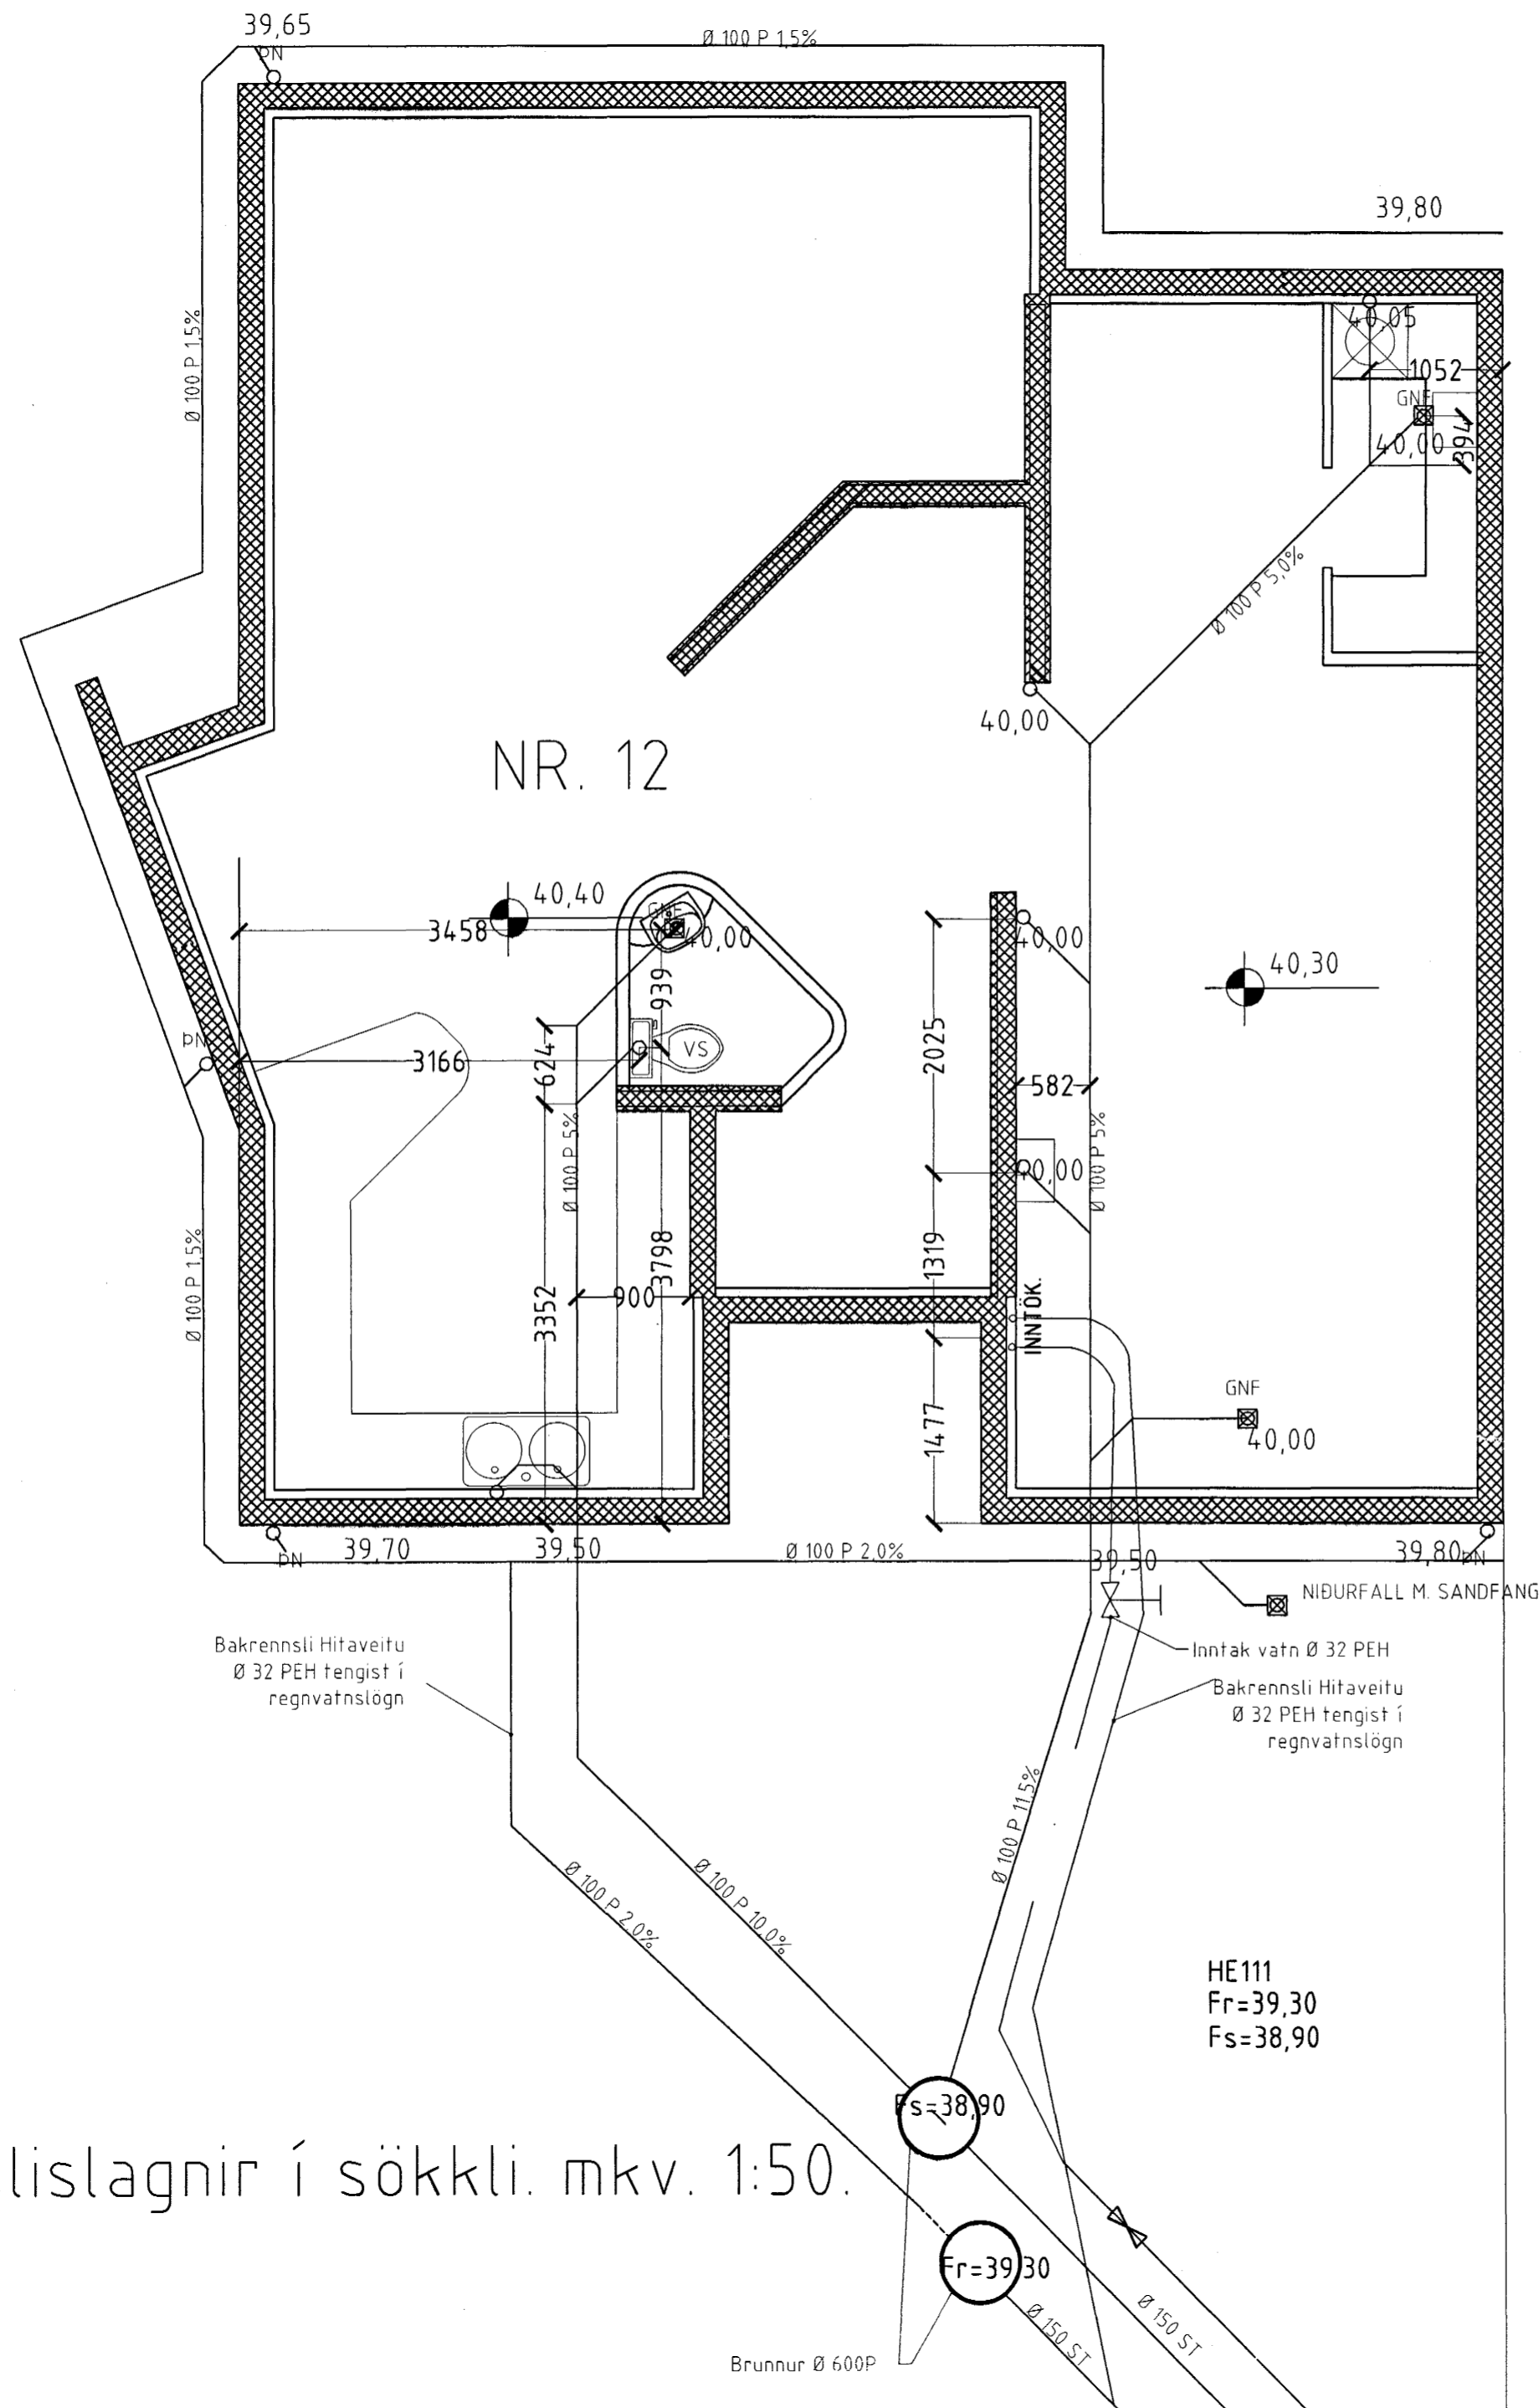 39,65
ÞN
Ø 100 P 1,5%
39,80
Ø 100 P 1,5%
40,05
1052
GNF
40,00
394
Ø 100 P 5,0%
40,00
NR. 12
40,40
GNF
3458
40,00
40,00
939
40,30
ÞN
3166
624
VS
2025
582
Ø 100 P 5%
40,00
Ø 100 P 5%
Ø 100 P 1,5%
3352
900
3798
1319
INNTÖK.
1477
GNF
40,00
ÞN
39,70
39,50
Ø 100 P 2,0%
39,50
39,80
ÞN
NIÐURFALL M. SANDFANG
Bakrennsli Hitaveitu
Ø 32 PEH tengist í
regnvatnslögn
Inntak vatn Ø 32 PEH
Bakrennsli Hitaveitu
Ø 32 PEH tengist í
regnvatnslögn
Ø 100 P 11,5%
Ø 100 P 2,0%
Ø 100 P 10,0%
HE111
Fr=39,30
Fs=38,90
Fs=38,90
lislagnir í sökkli. mkv. 1:50.
Fr=39,30
Ø 150 ST
Ø 150 ST
Brunnur Ø 600P